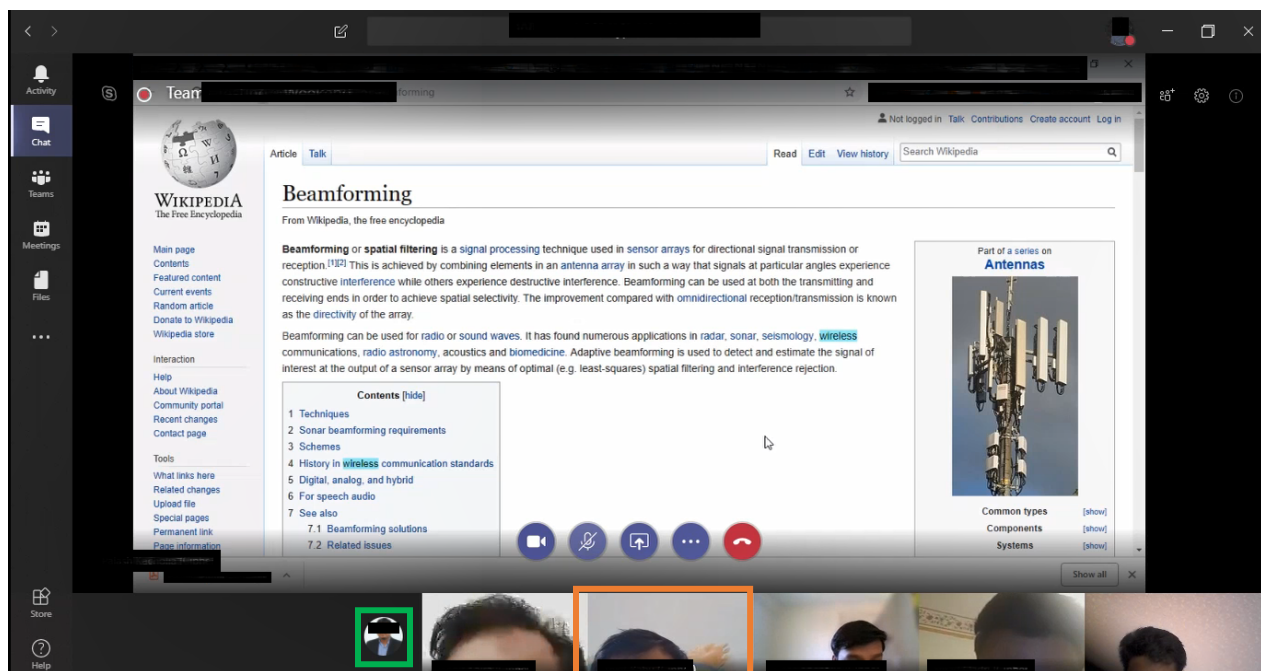 Activity
Chat
Teams
Meetings
Files
Store
Help
Team
orming
Not logged in Talk Contributions Create account Log in
Article Talk
Read Edit View history Search Wikipedia
WIKIPEDIA
The Free Encyclopedia
Main page
Contents
Featured content
Current events
Random article
Donate to Wikipedia
Wikipedia store
Interaction
Help
About Wikipedia
Community portal
Recent changes
Contact page
Tools
What links here
Related changes
Upload file
Special pages
Permanent link
Page information
Beamforming
From Wikipedia, the free encyclopedia
Beamforming or spatial filtering is a signal processing technique used in sensor arrays for directional signal transmission or
reception.[1][2] This is achieved by combining elements in an antenna array in such a way that signals at particular angles experience
constructive interference while others experience destructive interference. Beamforming can be used at both the transmitting and
receiving ends in order to achieve spatial selectivity. The improvement compared with omnidirectional reception/transmission is known
as the directivity of the array.
Beamforming can be used for radio or sound waves. It has found numerous applications in radar, sonar, seismology, wireless
communications, radio astronomy, acoustics and biomedicine. Adaptive beamforming is used to detect and estimate the signal of
interest at the output of a sensor array by means of optimal (e.g. least-squares) spatial filtering and interference rejection.
Contents [hide]
1 Techniques
2 Sonar beamforming requirements
3 Schemes
4 History in wireless communication standards
5 Digital, analog, and hybrid
6 For speech audio
7 See also
7.1 Beamforming solutions
7.2 Related issues
Part of a series on
Antennas
Common types [show]
Components [show]
Systems [show]
Show all